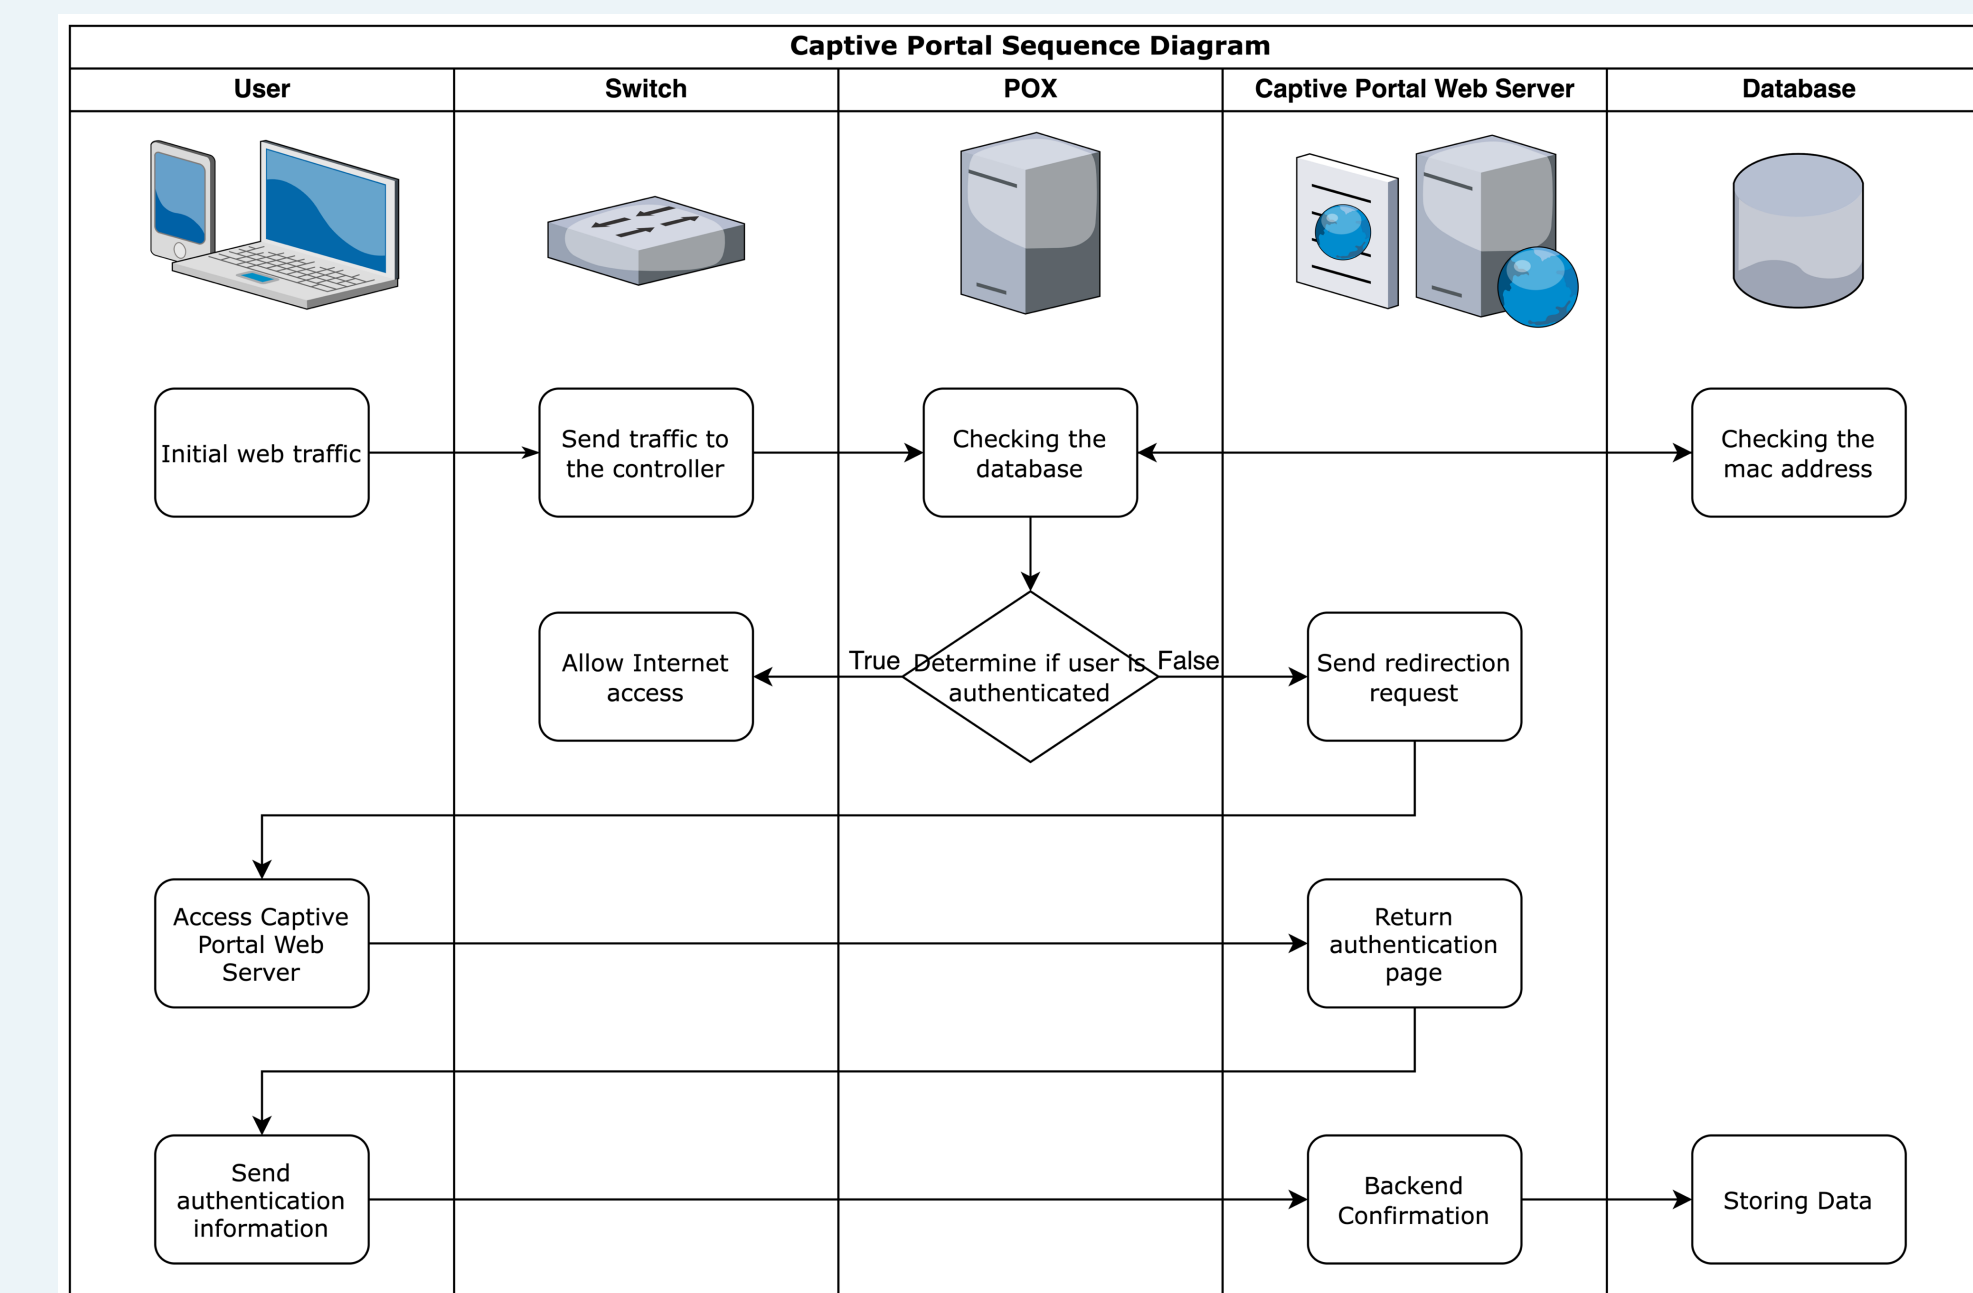 Captive Portal Sequence Diagram
User
Switch
POX
Captive Portal Web Server
Database
Initial web traffic
Send traffic to
the controller
Checking the
database
Checking the
mac address
Allow Internet
access
True
Determine if user is
authenticated
False
Send redirection
request
Access Captive
Portal Web
Server
Return
authentication
page
Send
authentication
information
Backend
Confirmation
Storing Data